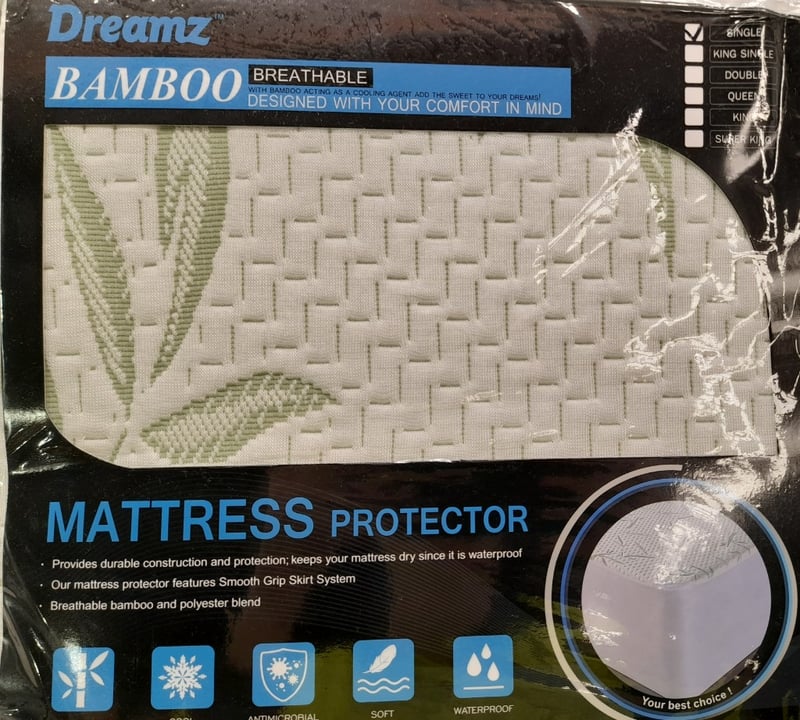 Dreamz™
BAMBOO
BREATHABLE
WITH BAMBOO ACTING AS A COOLING AGENT ADD THE SWEET TO YOUR DREAMS!
DESIGNED WITH YOUR COMFORT IN MIND
SINGLE
KING SINGLE
DOUBLE
QUEEN
KING
SUPER KING
MATTRESS PROTECTOR
· Provides durable construction and protection; keeps your mattress dry since it is waterproof
· Our mattress protector features Smooth Grip Skirt System
· Breathable bamboo and polyester blend
COOL
ANTIMICROBIAL
SOFT
WATERPROOF
Your best choice !